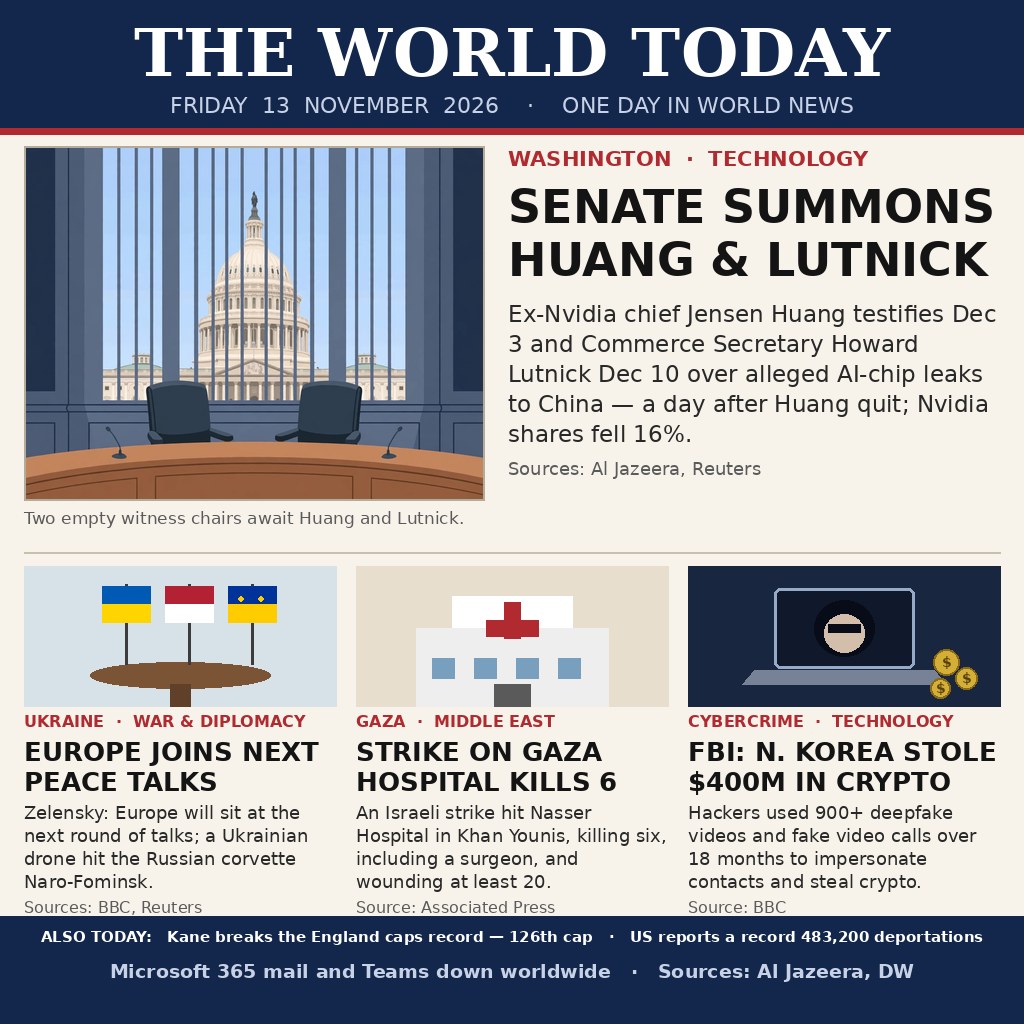 THE WORLD TODAY
FRIDAY 13 NOVEMBER 2026 · ONE DAY IN WORLD NEWS
WASHINGTON · TECHNOLOGY
SENATE SUMMONS
HUANG & LUTNICK
Ex-Nvidia chief Jensen Huang testifies Dec
3 and Commerce Secretary Howard
Lutnick Dec 10 over alleged AI-chip leaks
to China — a day after Huang quit; Nvidia
shares fell 16%.
Sources: Al Jazeera, Reuters
Two empty witness chairs await Huang and Lutnick.
UKRAINE · WAR & DIPLOMACY
EUROPE JOINS NEXT
PEACE TALKS
Zelensky: Europe will sit at the
next round of talks; a Ukrainian
drone hit the Russian corvette
Naro-Fominsk.
Sources: BBC, Reuters
GAZA · MIDDLE EAST
STRIKE ON GAZA
HOSPITAL KILLS 6
An Israeli strike hit Nasser
Hospital in Khan Younis, killing six,
including a surgeon, and
wounding at least 20.
Source: Associated Press
$
$
$
CYBERCRIME · TECHNOLOGY
FBI: N. KOREA STOLE
$400M IN CRYPTO
Hackers used 900+ deepfake
videos and fake video calls over
18 months to impersonate
contacts and steal crypto.
Source: BBC
ALSO TODAY: Kane breaks the England caps record — 126th cap · US reports a record 483,200 deportations
Microsoft 365 mail and Teams down worldwide · Sources: Al Jazeera, DW